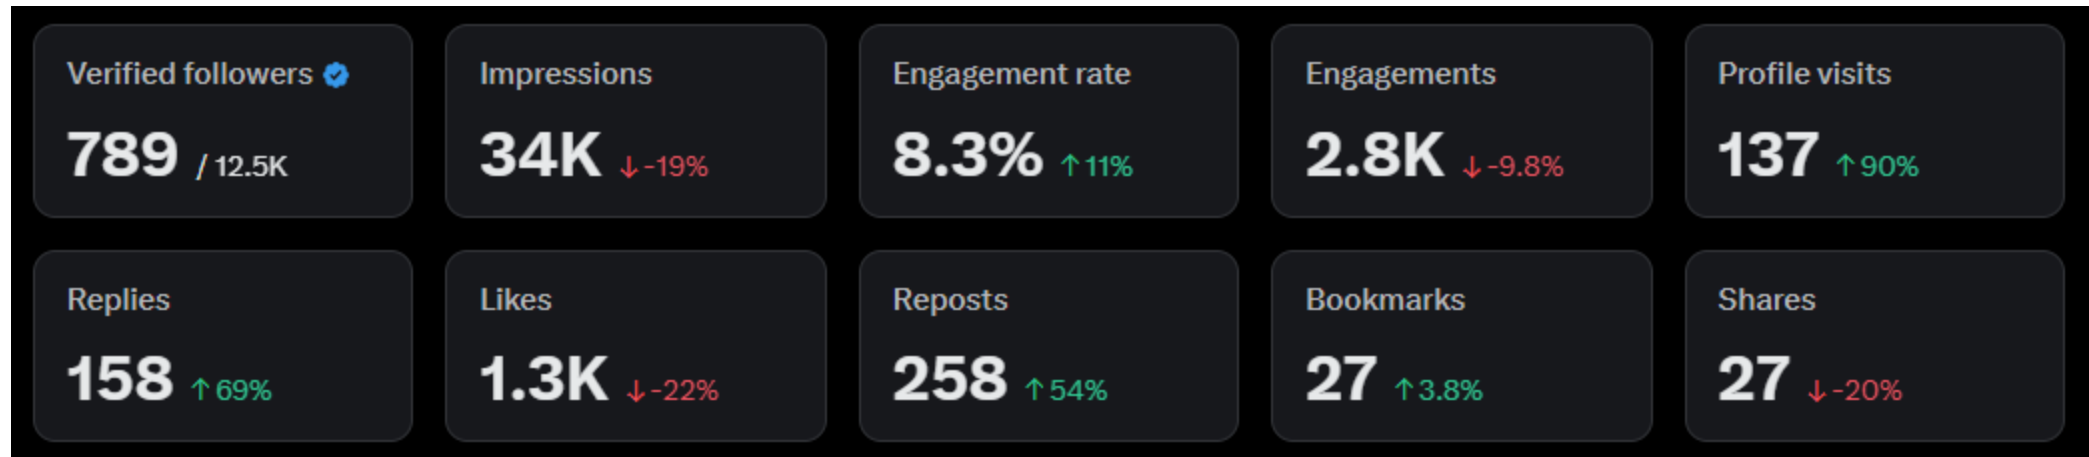 Verified followers
789 / 12.5K
Impressions
34K ↓-19%
Engagement rate
8.3% ↑11%
Engagements
2.8K ↓-9.8%
Profile visits
137 ↑90%
Replies
158 ↑69%
Likes
1.3K ↓-22%
Reposts
258 ↑54%
Bookmarks
27 ↑3.8%
Shares
27 ↓-20%